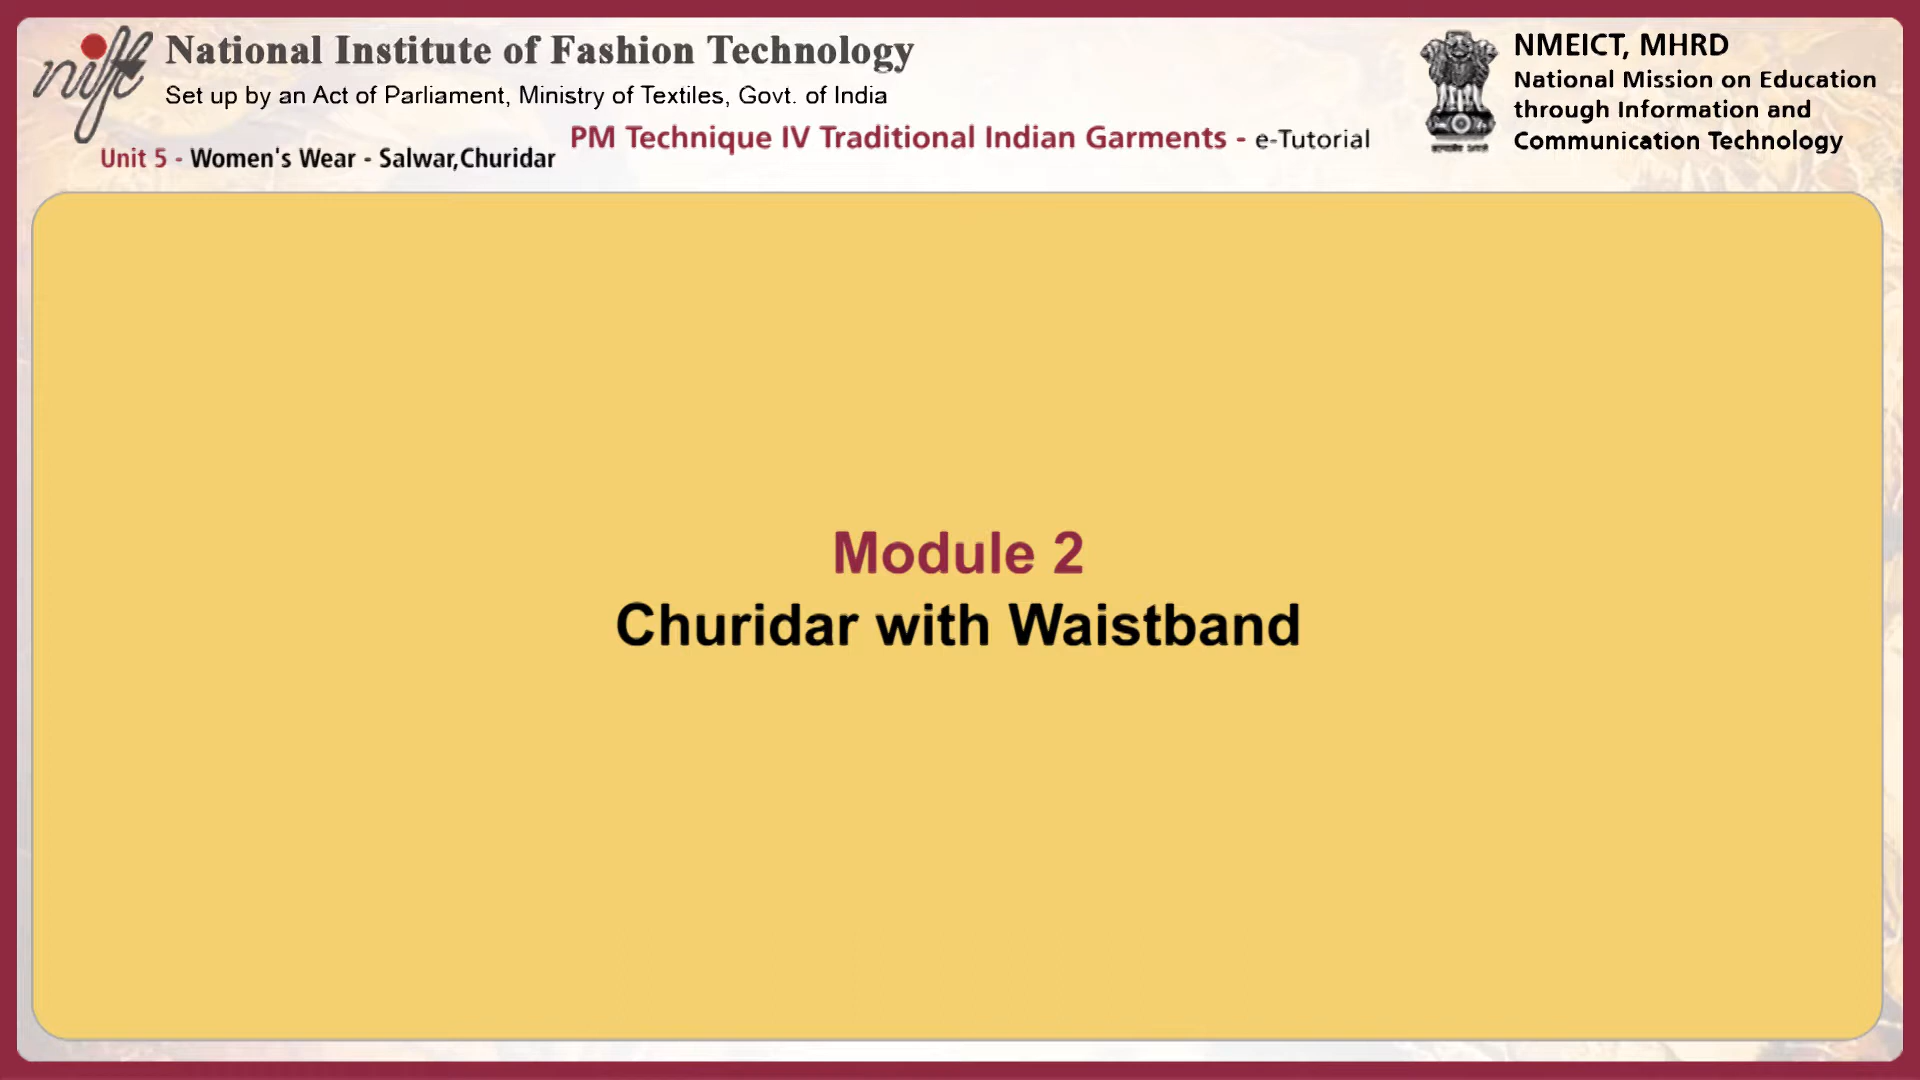 nift
National Institute of Fashion Technology
Set up by an Act of Parliament, Ministry of Textiles, Govt. of India
PM Technique IV Traditional Indian Garments - e-Tutorial
Unit 5 - Women's Wear - Salwar,Churidar
NMEICT, MHRD
National Mission on Education
through Information and
Communication Technology
Module 2
Churidar with Waistband